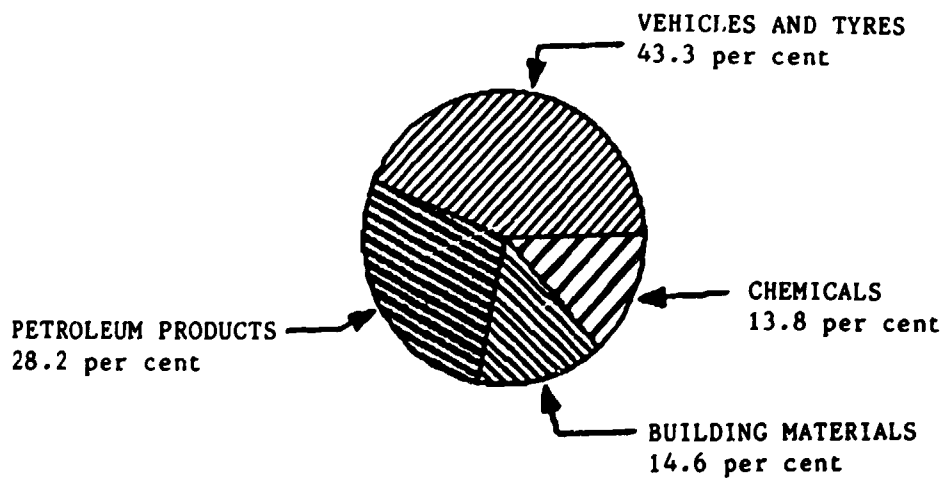 VEHICLES AND TYRES
43.3 per cent
CHEMICALS
13.8 per cent
PETROLEUM PRODUCTS
28.2 per cent
BUILDING MATERIALS
14.6 per cent